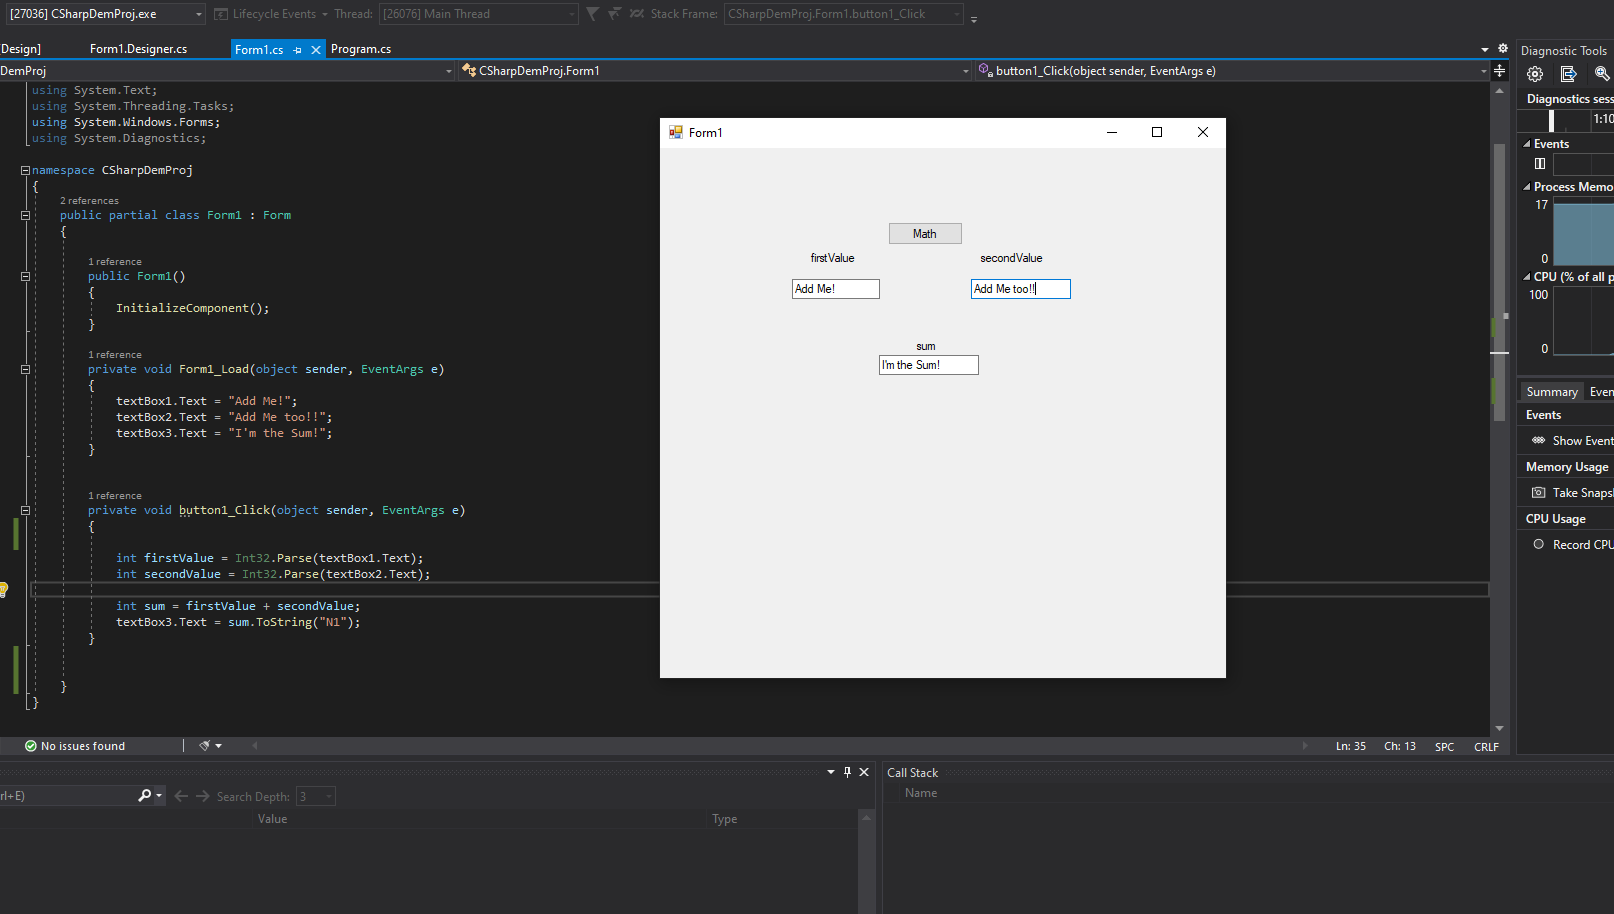 [27036] CSharpDemProj.exe Lifecycle Events Thread: [26076] Main Thread Stack Frame: CSharpDemProj.Form1.button1_Click
Design] Form1.Designer.cs Form1.cs Program.cs
DemProj CSharpDemProj.Form1 button1_Click(object sender, EventArgs e)
using System.Text;
using System.Threading.Tasks;
using System.Windows.Forms;
using System.Diagnostics;
namespace CSharpDemProj
{
2 references
public partial class Form1 : Form
{
1 reference
public Form1()
{
InitializeComponent();
}
1 reference
private void Form1_Load(object sender, EventArgs e)
{
textBox1.Text = "Add Me!";
textBox2.Text = "Add Me too!!";
textBox3.Text = "I'm the Sum!";
}
1 reference
private void button1_Click(object sender, EventArgs e)
{
int firstValue = Int32.Parse(textBox1.Text);
int secondValue = Int32.Parse(textBox2.Text);
int sum = firstValue + secondValue;
textBox3.Text = sum.ToString("N1");
}
}
}
Form1
Math
firstValue secondValue
Add Me! Add Me too!!
sum
I'm the Sum!
Diagnostic Tools
Diagnostics sess
1:10
Events
Process Memo
17
0
CPU (% of all p
100
0
Summary Even
Events
Show Event
Memory Usage
Take Snaps
CPU Usage
Record CPU
No issues found Ln: 35 Ch: 13 SPC CRLF
rl+E) Search Depth: 3
Value Type
Call Stack
Name